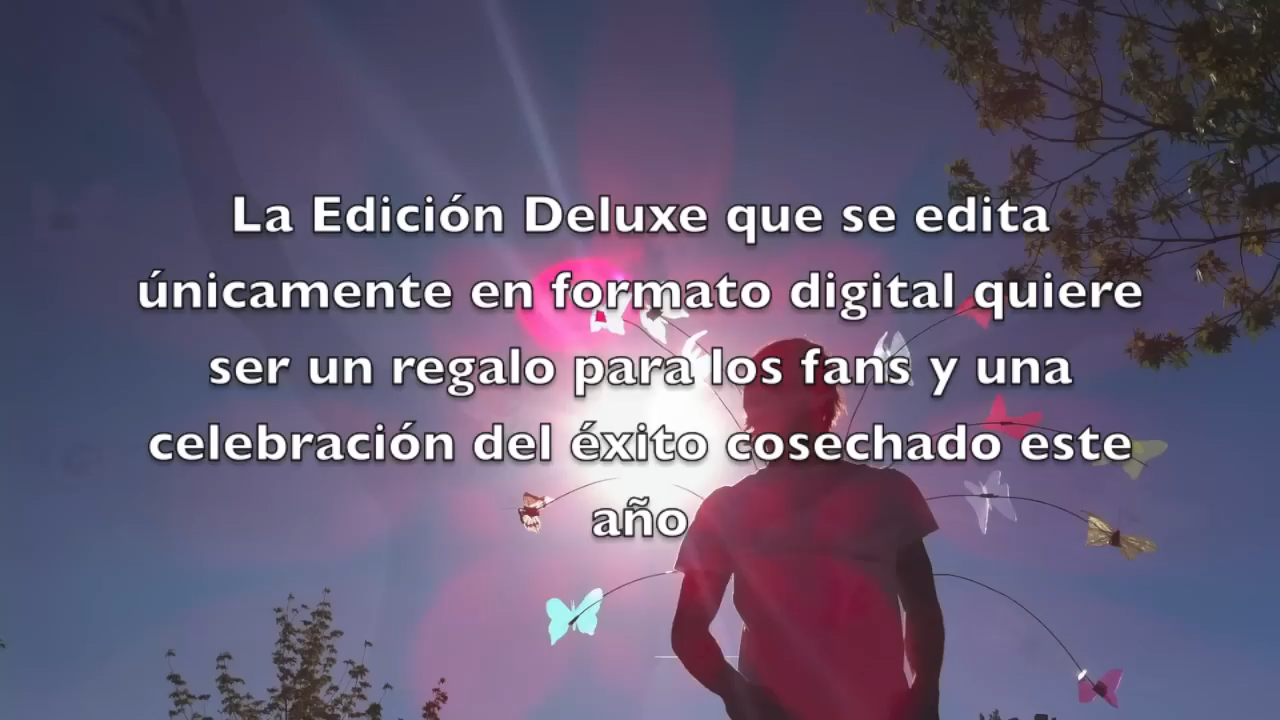 La Edición Deluxe que se edita
únicamente en formato digital quiere
ser un regalo para los fans y una
celebración del éxito cosechado este
año